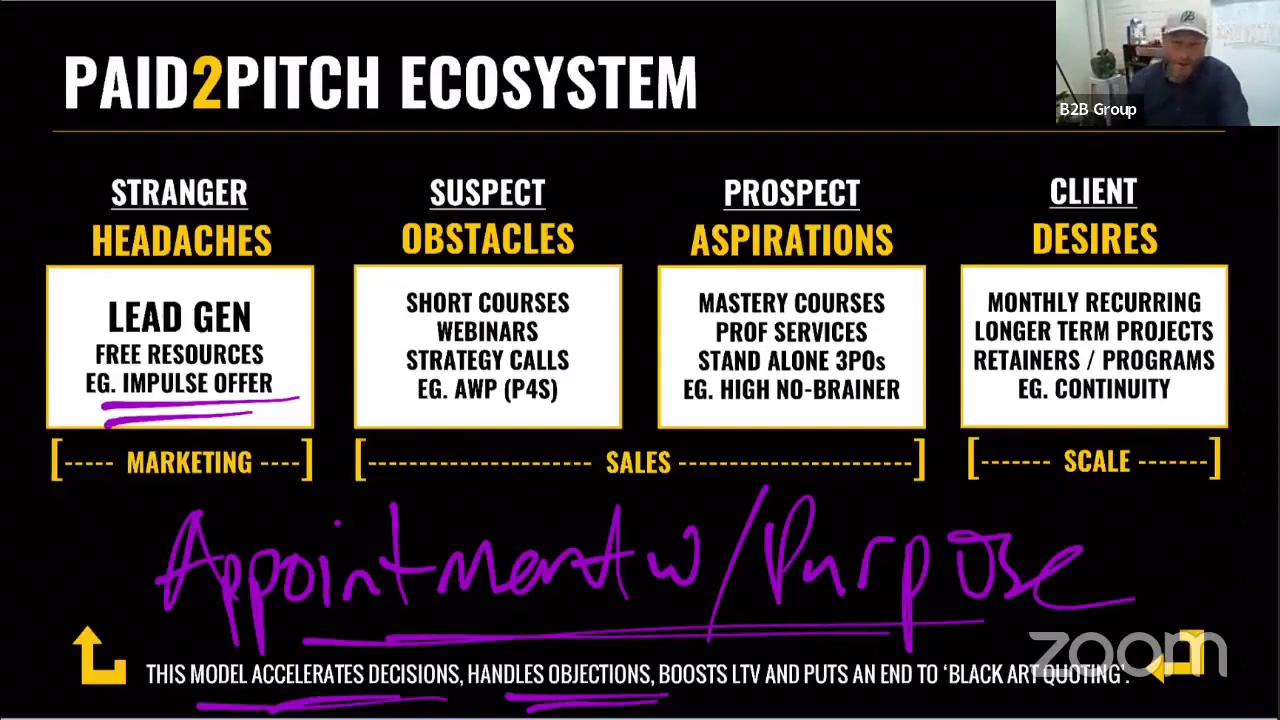 PAID2PITCH ECOSYSTEM
B2B Group
STRANGER
HEADACHES
LEAD GEN
FREE RESOURCES
EG. IMPULSE OFFER
SUSPECT
OBSTACLES
SHORT COURSES
WEBINARS
STRATEGY CALLS
EG. AWP (P4S)
PROSPECT
ASPIRATIONS
MASTERY COURSES
PROF SERVICES
STAND ALONE 3POs
EG. HIGH NO-BRAINER
CLIENT
DESIRES
MONTHLY RECURRING
LONGER TERM PROJECTS
RETAINERS / PROGRAMS
EG. CONTINUITY
[----- MARKETING ----]
[----------------------- SALES ------------------------]
[------- SCALE -------]
Appointment w/Purpose
THIS MODEL ACCELERATES DECISIONS, HANDLES OBJECTIONS, BOOSTS LTV AND PUTS AN END TO ‘BLACK ART QUOTING’.
zoom